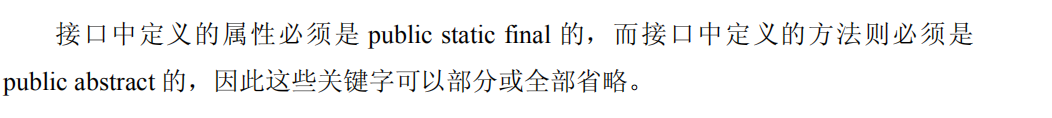 接口中定义的属性必须是 public static final 的，而接口中定义的方法则必须是
public abstract 的，因此这些关键字可以部分或全部省略。